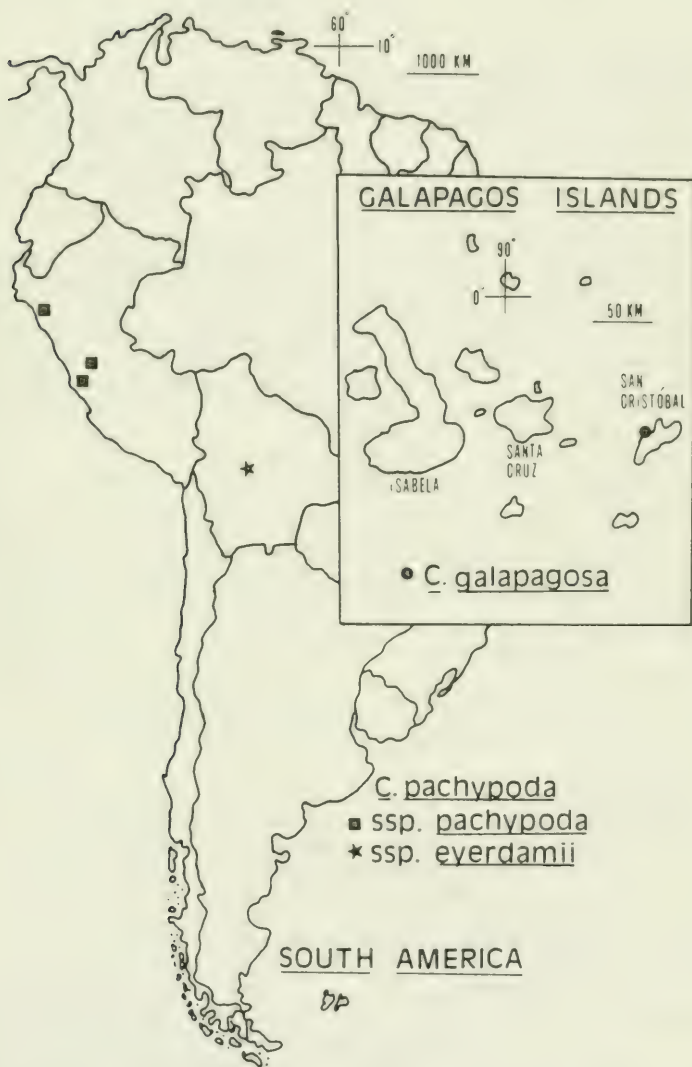 60°
10°
1000 KM
GALAPAGOS ISLANDS
90°
0°
50 KM
SAN
CRISTÓBAL
SANTA
CRUZ
ISABELA
C. galapagosa
C. pachypoda
ssp. pachypoda
ssp. eyerdamii
SOUTH AMERICA